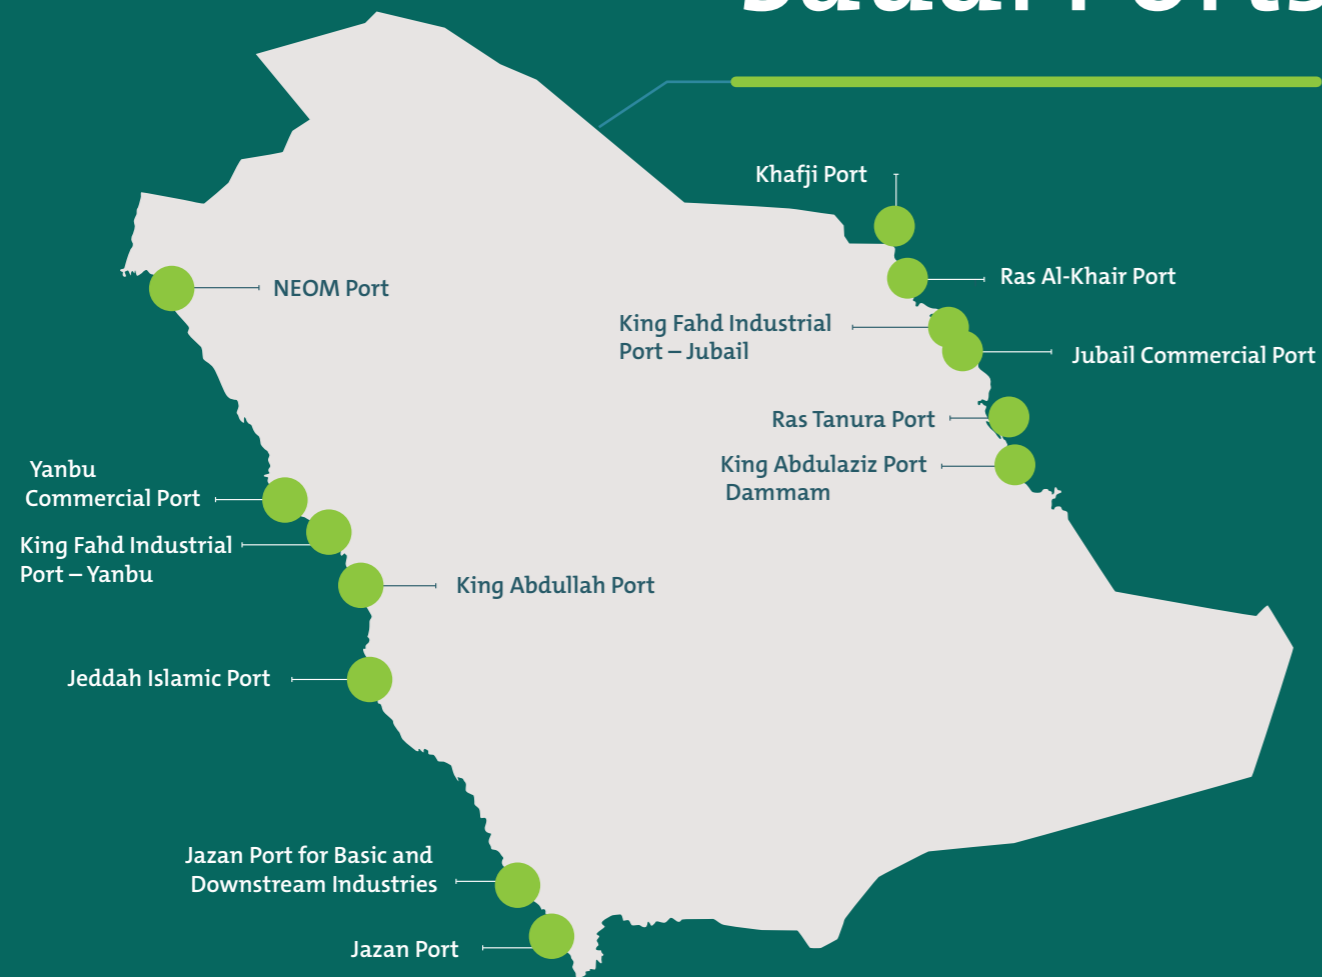 Saudi Ports
Khafji Port
Ras Al-Khair Port
NEOM Port
King Fahd Industrial
Port – Jubail
Jubail Commercial Port
Ras Tanura Port
King Abdulaziz Port
Dammam
Yanbu
Commercial Port
King Fahd Industrial
Port – Yanbu
King Abdullah Port
Jeddah Islamic Port
Jazan Port for Basic and
Downstream Industries
Jazan Port